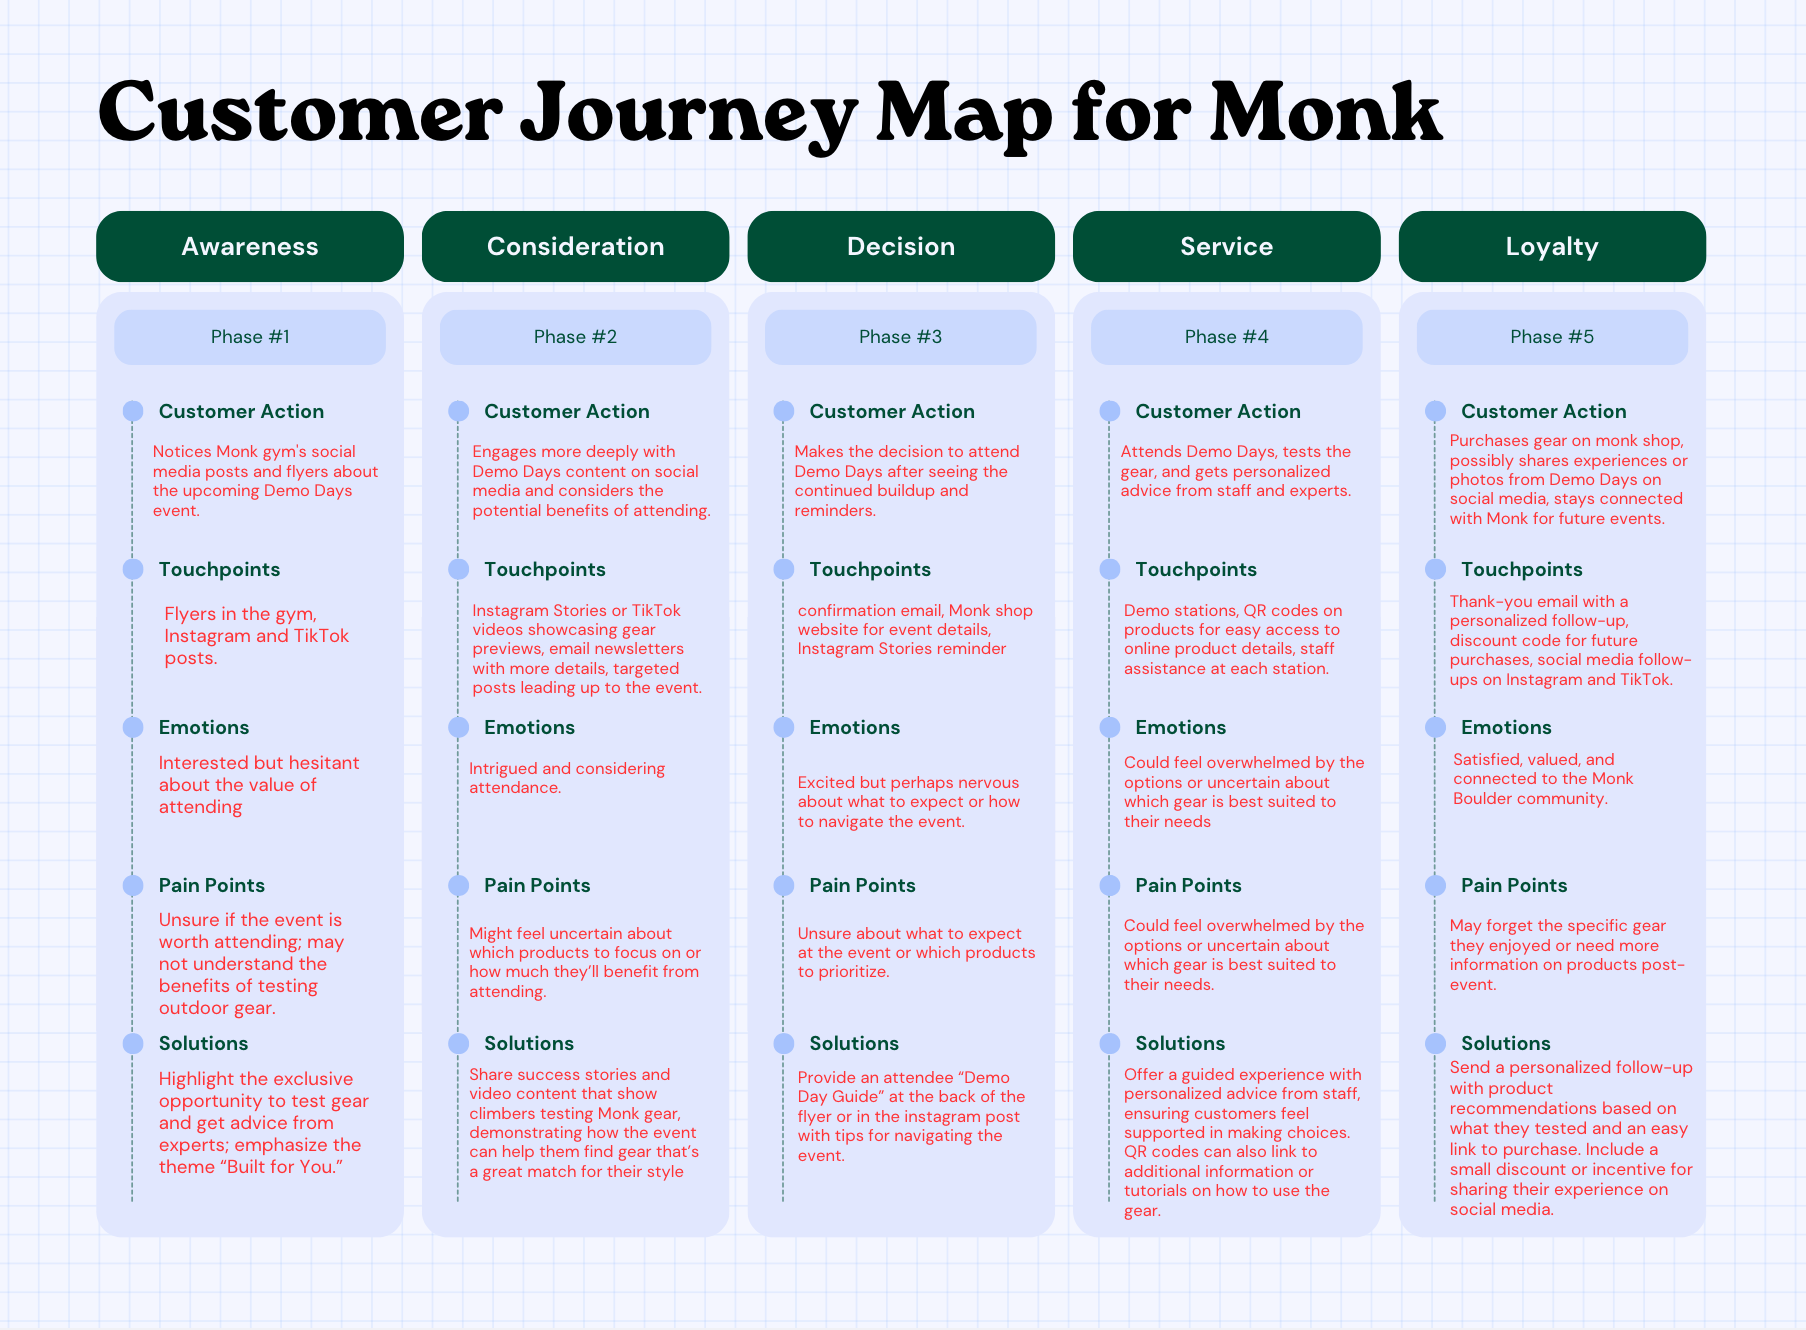 Customer Journey Map for Monk
Awareness
Phase #1
Customer Action
Notices Monk gym's social
media posts and flyers about
the upcoming Demo Days
event.
Touchpoints
Flyers in the gym,
Instagram and TikTok
posts.
Emotions
Interested but hesitant
about the value of
attending
Pain Points
Unsure if the event is
worth attending; may
not understand the
benefits of testing
outdoor gear.
Solutions
Highlight the exclusive
opportunity to test gear
and get advice from
experts; emphasize the
theme “Built for You.”
Consideration
Phase #2
Customer Action
Engages more deeply with
Demo Days content on social
media and considers the
potential benefits of attending.
Touchpoints
Instagram Stories or TikTok
videos showcasing gear
previews, email newsletters
with more details, targeted
posts leading up to the event.
Emotions
Intrigued and considering
attendance.
Pain Points
Might feel uncertain about
which products to focus on or
how much they’ll benefit from
attending.
Solutions
Share success stories and
video content that show
climbers testing Monk gear,
demonstrating how the event
can help them find gear that’s
a great match for their style
Decision
Phase #3
Customer Action
Makes the decision to attend
Demo Days after seeing the
continued buildup and
reminders.
Touchpoints
confirmation email, Monk shop
website for event details,
Instagram Stories reminder
Emotions
Excited but perhaps nervous
about what to expect or how
to navigate the event.
Pain Points
Unsure about what to expect
at the event or which products
to prioritize.
Solutions
Provide an attendee “Demo
Day Guide” at the back of the
flyer or in the instagram post
with tips for navigating the
event.
Service
Phase #4
Customer Action
Attends Demo Days, tests the
gear, and gets personalized
advice from staff and experts.
Touchpoints
Demo stations, QR codes on
products for easy access to
online product details, staff
assistance at each station.
Emotions
Could feel overwhelmed by the
options or uncertain about
which gear is best suited to
their needs
Pain Points
Could feel overwhelmed by the
options or uncertain about
which gear is best suited to
their needs.
Solutions
Offer a guided experience with
personalized advice from staff,
ensuring customers feel
supported in making choices.
QR codes can also link to
additional information or
tutorials on how to use the
gear.
Loyalty
Phase #5
Customer Action
Purchases gear on monk shop,
possibly shares experiences or
photos from Demo Days on
social media, stays connected
with Monk for future events.
Touchpoints
Thank-you email with a
personalized follow-up,
discount code for future
purchases, social media follow-
ups on Instagram and TikTok.
Emotions
Satisfied, valued, and
connected to the Monk
Boulder community.
Pain Points
May forget the specific gear
they enjoyed or need more
information on products post-
event.
Solutions
Send a personalized follow-up
with product
recommendations based on
what they tested and an easy
link to purchase. Include a
small discount or incentive for
sharing their experience on
social media.